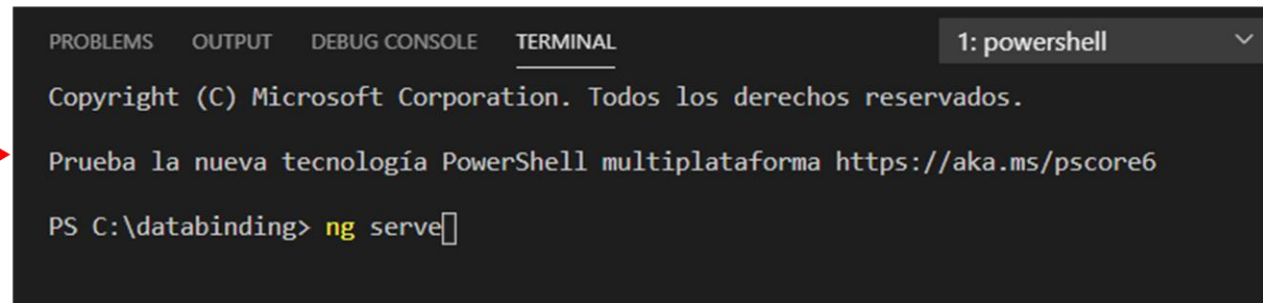 PROBLEMS OUTPUT DEBUG CONSOLE TERMINAL 1: powershell
Copyright (C) Microsoft Corporation. Todos los derechos reservados.
Prueba la nueva tecnología PowerShell multiplataforma https://aka.ms/pscore6
PS C:\databinding> ng serve